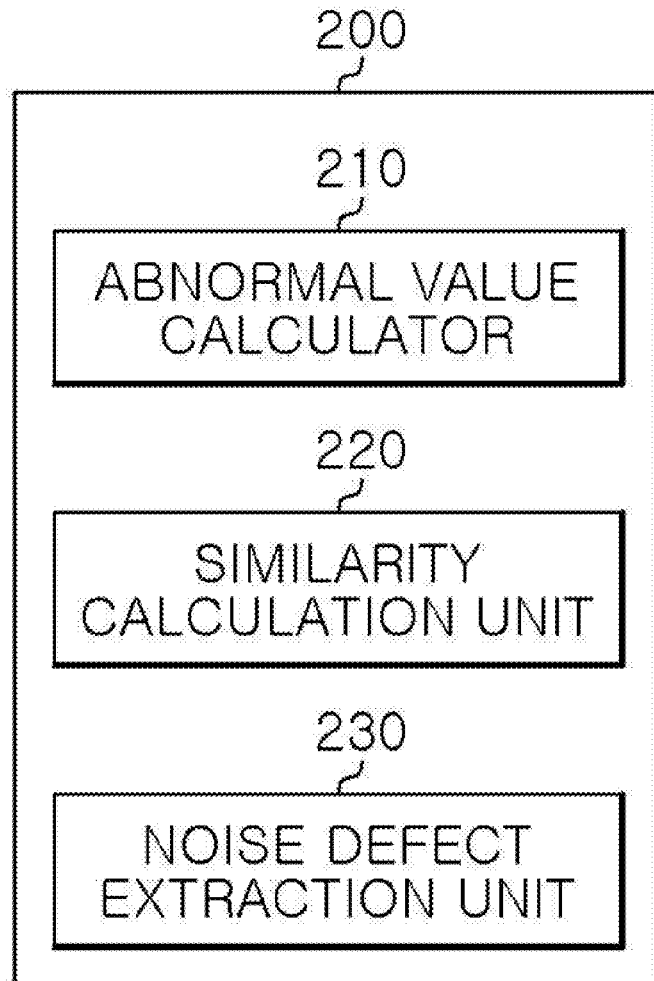 200
210
ABNORMAL VALUE
CALCULATOR
220
SIMILARITY
CALCULATION UNIT
230
NOISE DEFECT
EXTRACTION UNIT